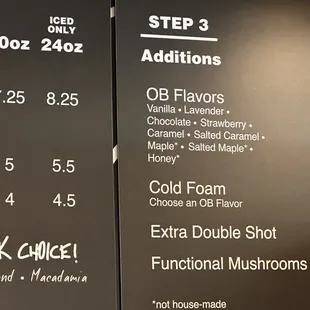 ICED
ONLY
0oz 24oz
7.25 8.25
5 5.5
4 4.5
K CHOICE!
nd • Macadamia
STEP 3
Additions
OB Flavors
Vanilla • Lavender •
Chocolate • Strawberry •
Caramel • Salted Caramel •
Maple* • Salted Maple* •
Honey*
Cold Foam
Choose an OB Flavor
Extra Double Shot
Functional Mushrooms
*not house-made